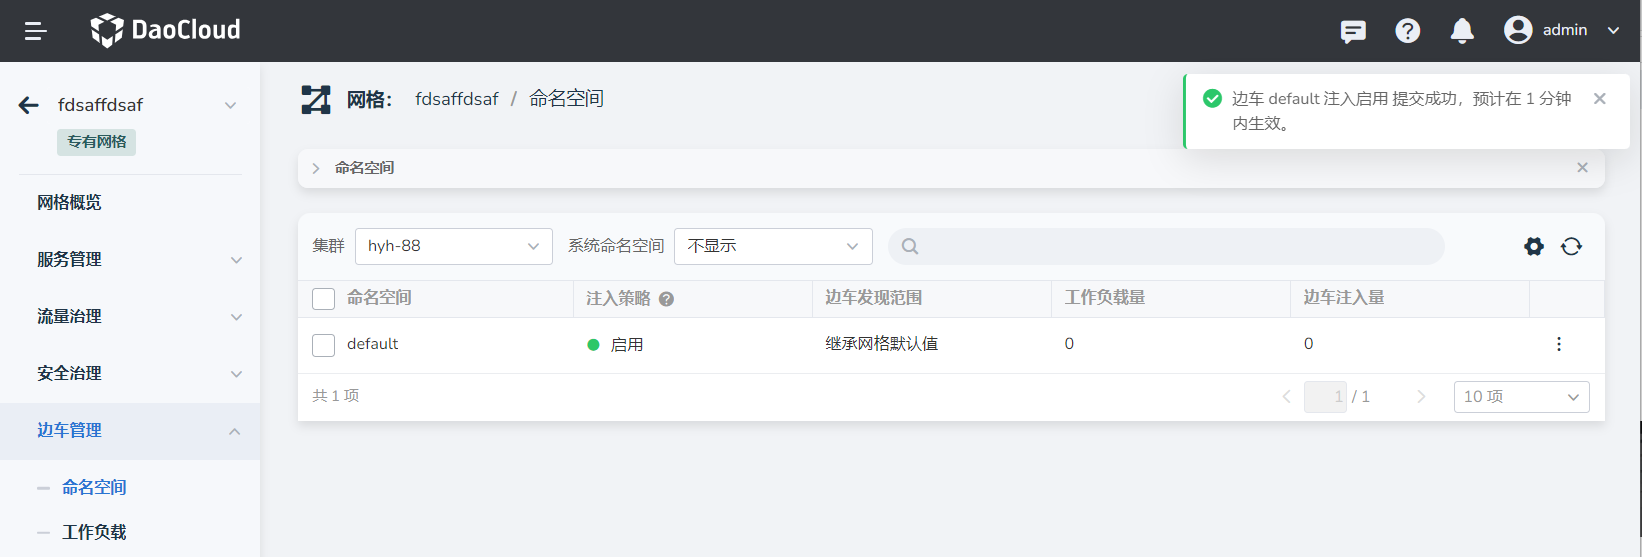 DaoCloud
admin
fdsaffdsaf
专有网格
网格概览
服务管理
流量治理
安全治理
边车管理
命名空间
工作负载
网格： fdsaffdsaf / 命名空间
边车 default 注入启用 提交成功，预计在 1 分钟
内生效。
命名空间
集群 hyh-88 系统命名空间 不显示
命名空间 注入策略 边车发现范围 工作负载量 边车注入量
default 启用 继承网格默认值 0 0
共 1 项 1 / 1 10 项